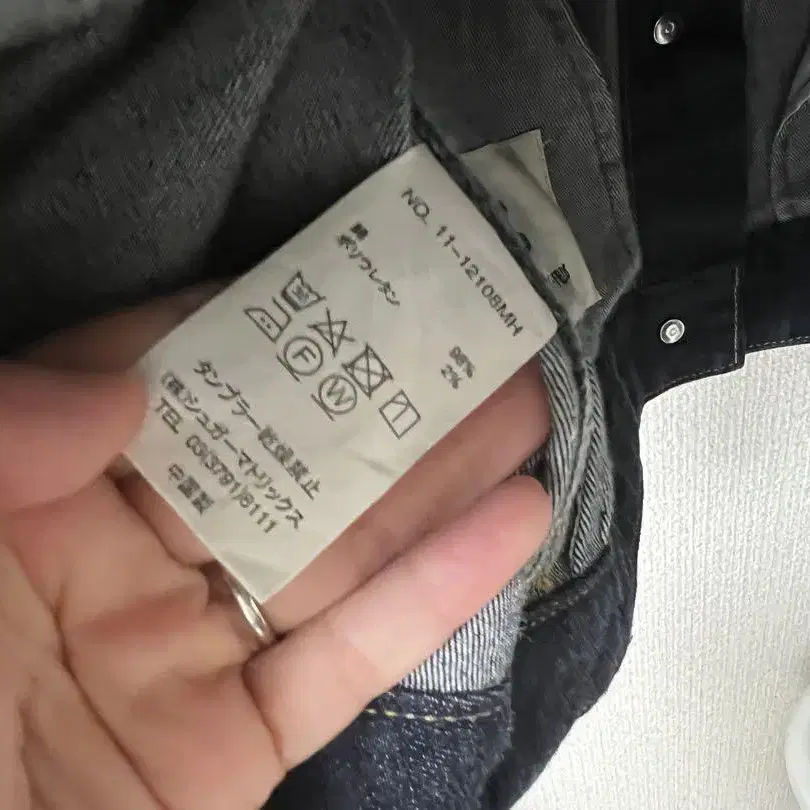 NO. 11-12108MH
綿 98%
ポリウレタン 2%
F W
タンブラー乾燥禁止
(株)シュガーマトリックス
TEL 03(3791)6111
中国製